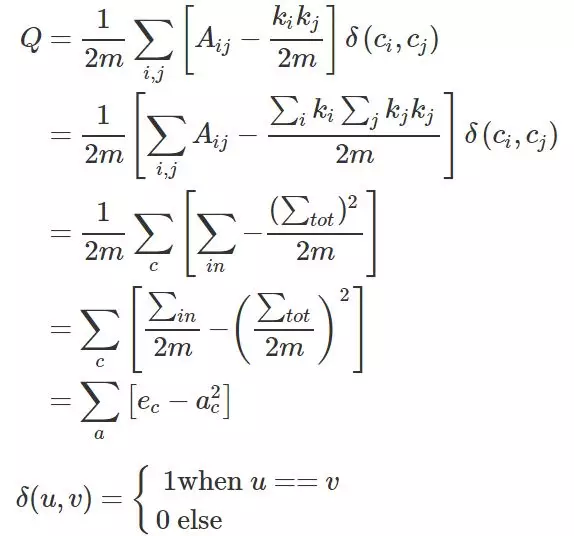 Q = \frac{1}{2m} \sum_{i,j} \left[ A_{ij} - \frac{k_i k_j}{2m} \right] \delta(c_i, c_j)
= \frac{1}{2m} \left[ \sum_{i,j} A_{ij} - \frac{\sum_i k_i \sum_j k_j k_j}{2m} \right] \delta(c_i, c_j)
= \frac{1}{2m} \sum_c \left[ \sum_{in} - \frac{(\sum_{tot})^2}{2m} \right]
= \sum_c \left[ \frac{\sum_{in}}{2m} - \left( \frac{\sum_{tot}}{2m} \right)^2 \right]
= \sum_a \left[ e_c - a_c^2 \right]
\delta(u, v) = \begin{cases} 1 \text{when } u == v \\ 0 \text{ else} \end{cases}